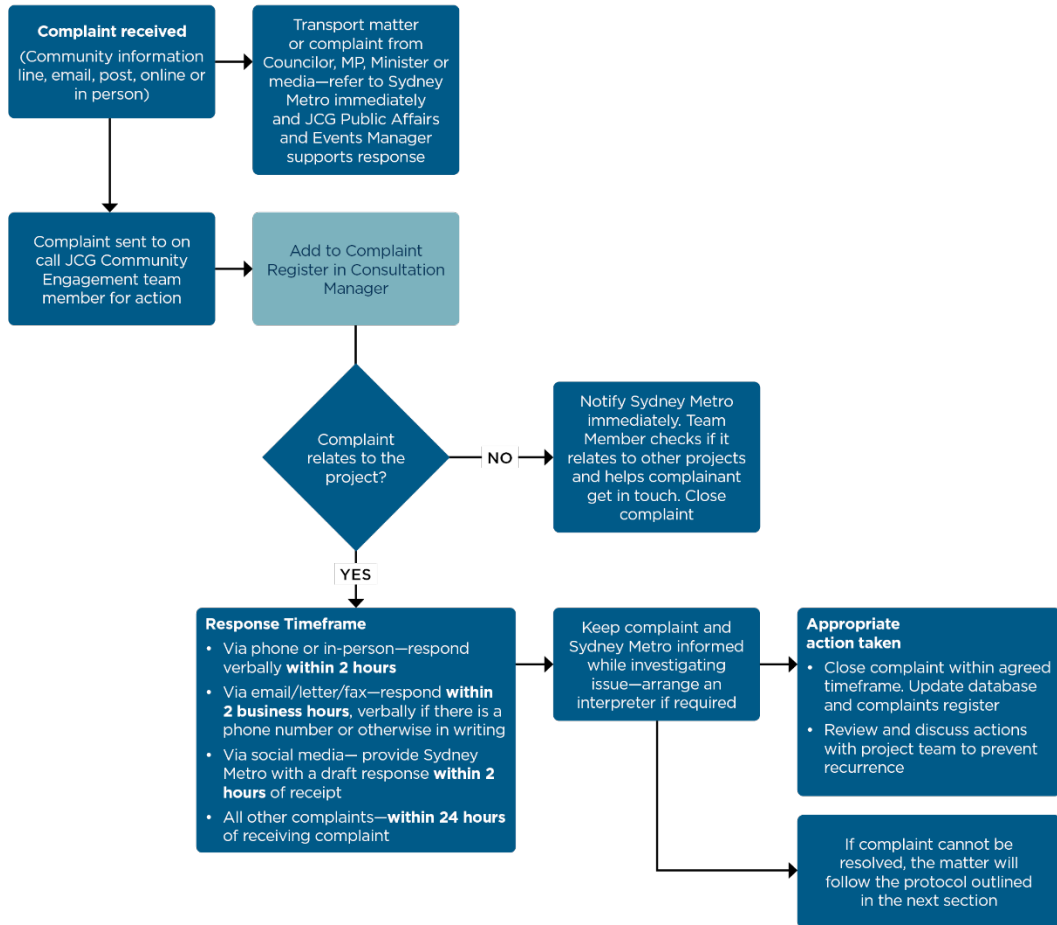 Complaint received
(Community information
line, email, post, online or
in person)
Transport matter
or complaint from
Councilor, MP, Minister or
media—refer to Sydney
Metro immediately
and JCG Public Affairs
and Events Manager
supports response
Complaint sent to on
call JCG Community
Engagement team
member for action
Add to Complaint
Register in Consultation
Manager
Complaint
relates to the
project?
NO
Notify Sydney Metro
immediately. Team
Member checks if it
relates to other projects
and helps complainant
get in touch. Close
complaint
YES
Response Timeframe
• Via phone or in-person—respond
verbally within 2 hours
• Via email/letter/fax—respond within
2 business hours, verbally if there is a
phone number or otherwise in writing
• Via social media— provide Sydney
Metro with a draft response within 2
hours of receipt
• All other complaints—within 24 hours
of receiving complaint
Keep complaint and
Sydney Metro informed
while investigating
issue—arrange an
interpreter if required
Appropriate
action taken
• Close complaint within agreed
timeframe. Update database
and complaints register
• Review and discuss actions
with project team to prevent
recurrence
If complaint cannot be
resolved, the matter will
follow the protocol outlined
in the next section